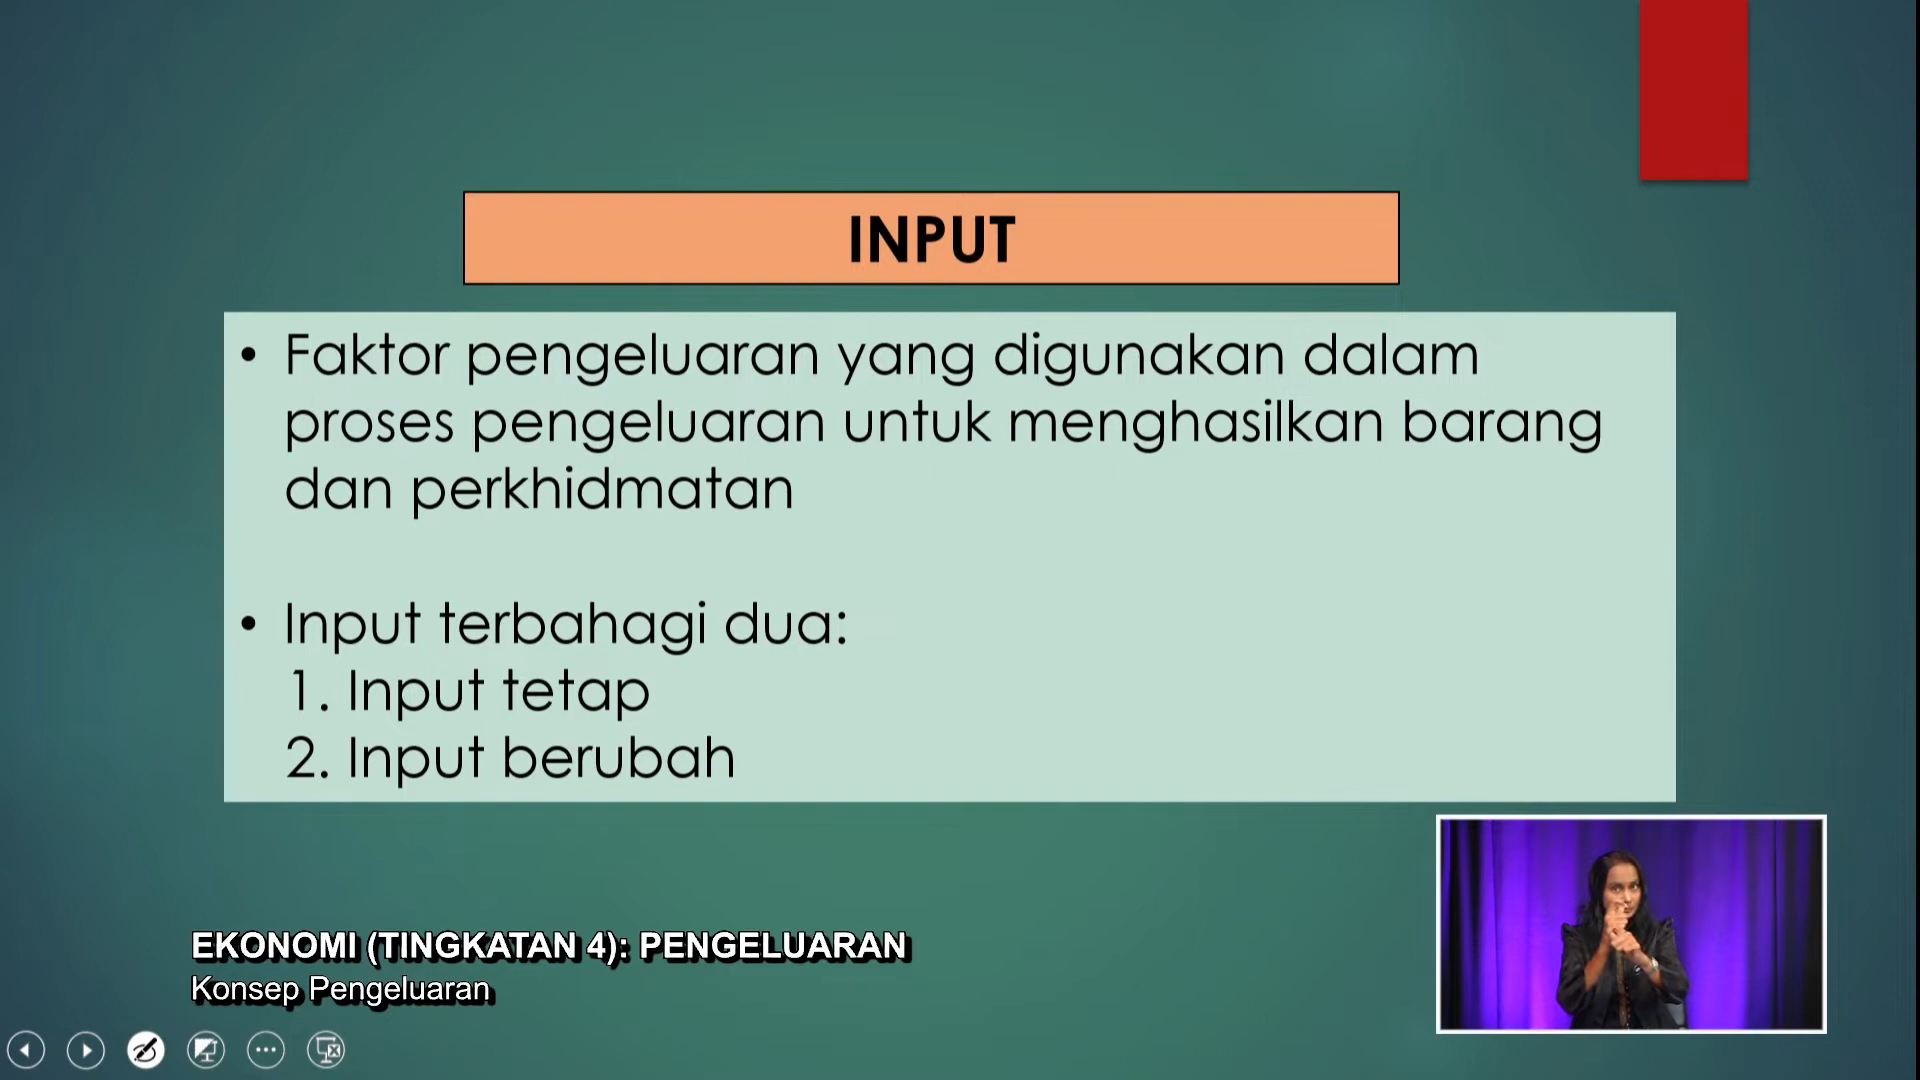 INPUT
• Faktor pengeluaran yang digunakan dalam
proses pengeluaran untuk menghasilkan barang
dan perkhidmatan
• Input terbahagi dua:
1. Input tetap
2. Input berubah
EKONOMI (TINGKATAN 4): PENGELUARAN
Konsep Pengeluaran